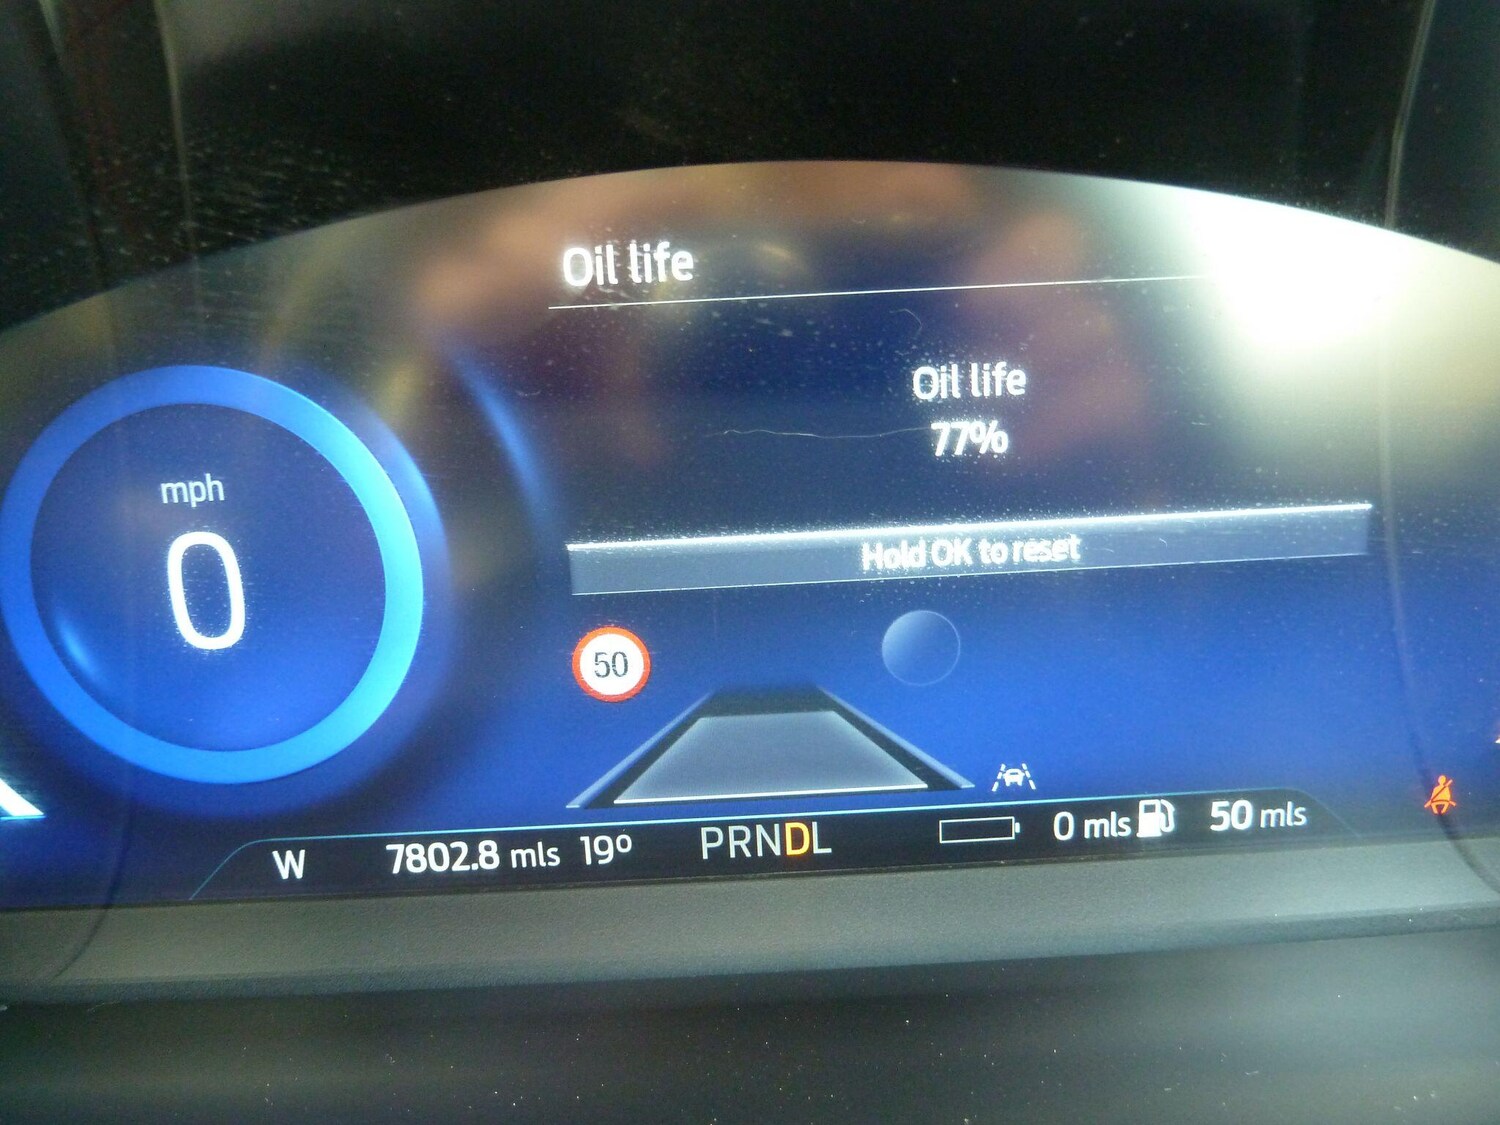 Oil life
Oil life
77%
mph
0
Hold OK to reset
50
W 7802.8 mls 19° PRNDL 0 mls 50 mls